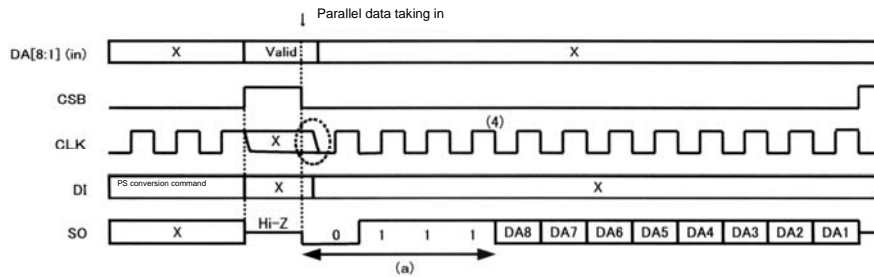 ↓ Parallel data taking in
DA[8:1] (in) X Valid X
CSB
CLK X (4)
DI PS conversion command X X
SO X Hi-Z 0 1 1 1 DA8 DA7 DA6 DA5 DA4 DA3 DA2 DA1
(a)